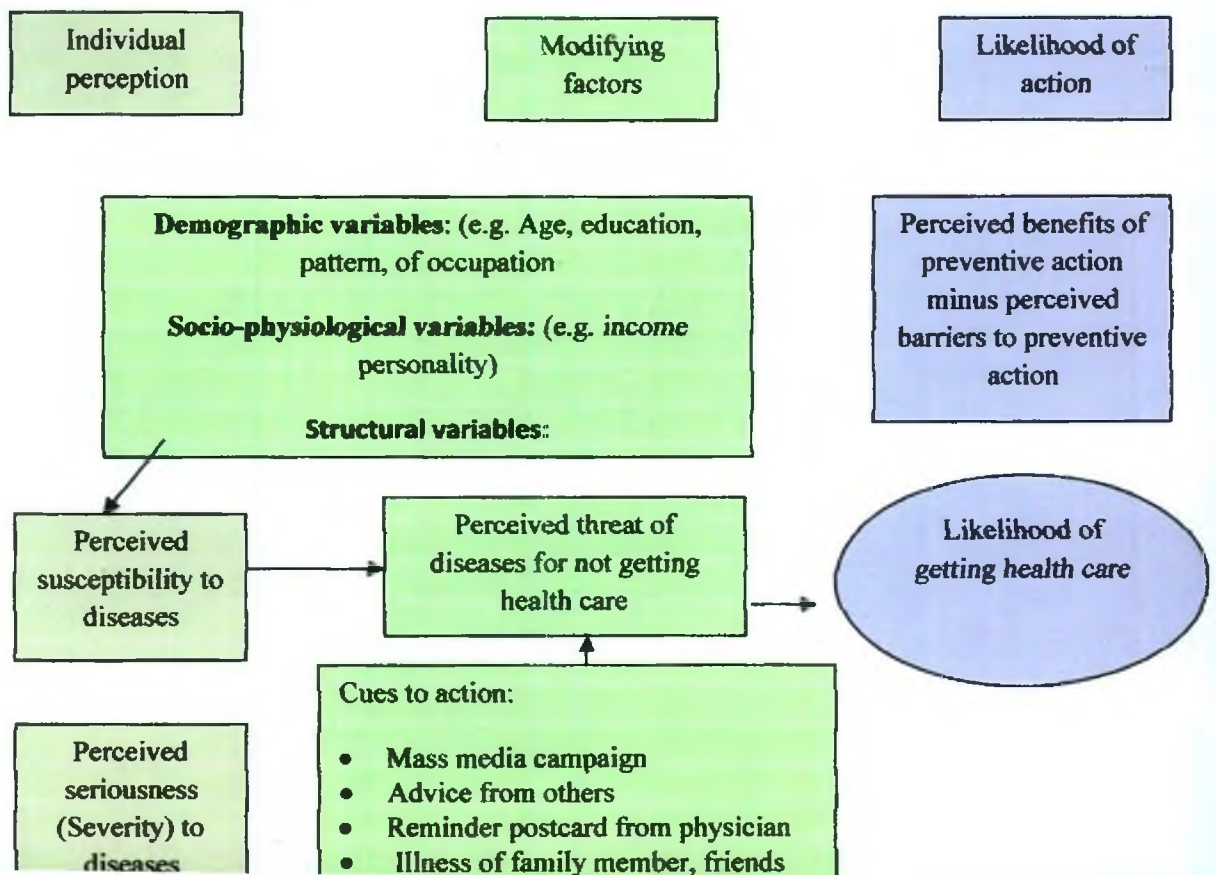 Individual
perception
Modifying
factors
Likelihood of
action
Demographic variables: (e.g. Age, education,
pattern, of occupation
Socio-physiological variables: (e.g. income
personality)
Structural variables::
Perceived benefits of
preventive action
minus perceived
barriers to preventive
action
Perceived
susceptibility to
diseases
Perceived threat of
diseases for not getting
health care
Likelihood of
getting health care
Perceived
seriousness
(Severity) to
diseases
Cues to action:
• Mass media campaign
• Advice from others
• Reminder postcard from physician
• Illness of family member, friends